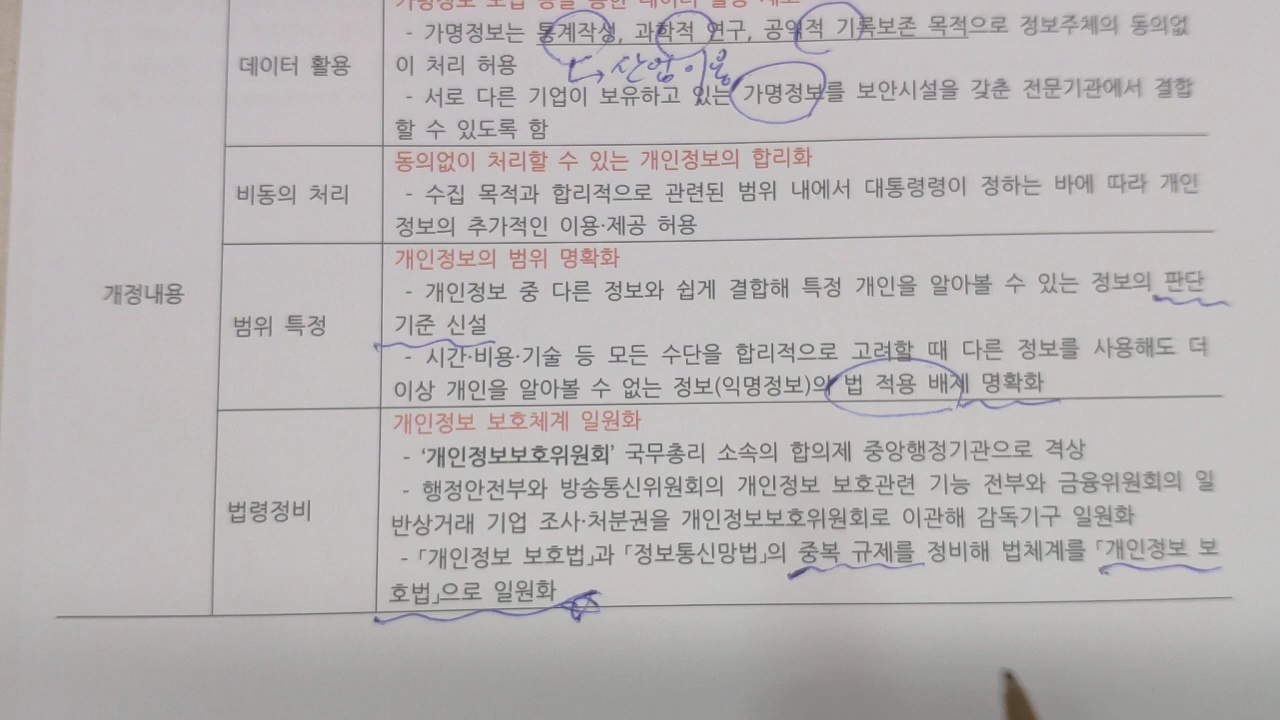 가명정보 도입 등을 통한 데이터 활용 제고
- 가명정보는 통계작성, 과학적 연구, 공익적 기록보존 목적으로 정보주체의 동의없
데이터 활용
이 처리 허용
→ 산업 이용
- 서로 다른 기업이 보유하고 있는 가명정보를 보안시설을 갖춘 전문기관에서 결합
할 수 있도록 함
동의없이 처리할 수 있는 개인정보의 합리화
비동의 처리
- 수집 목적과 합리적으로 관련된 범위 내에서 대통령령이 정하는 바에 따라 개인
정보의 추가적인 이용·제공 허용
개정내용
개인정보의 범위 명확화
- 개인정보 중 다른 정보와 쉽게 결합해 특정 개인을 알아볼 수 있는 정보의 판단
범위 특정
기준 신설
- 시간·비용·기술 등 모든 수단을 합리적으로 고려할 때 다른 정보를 사용해도 더
이상 개인을 알아볼 수 없는 정보(익명정보)의 법 적용 배제 명확화
개인정보 보호체계 일원화
- ‘개인정보보호위원회’ 국무총리 소속의 합의제 중앙행정기관으로 격상
- 행정안전부와 방송통신위원회의 개인정보 보호관련 기능 전부와 금융위원회의 일
법령정비
반상거래 기업 조사·처분권을 개인정보보호위원회로 이관해 감독기구 일원화
- 「개인정보 보호법」과 「정보통신망법」의 중복 규제를 정비해 법체계를 「개인정보 보
호법」으로 일원화